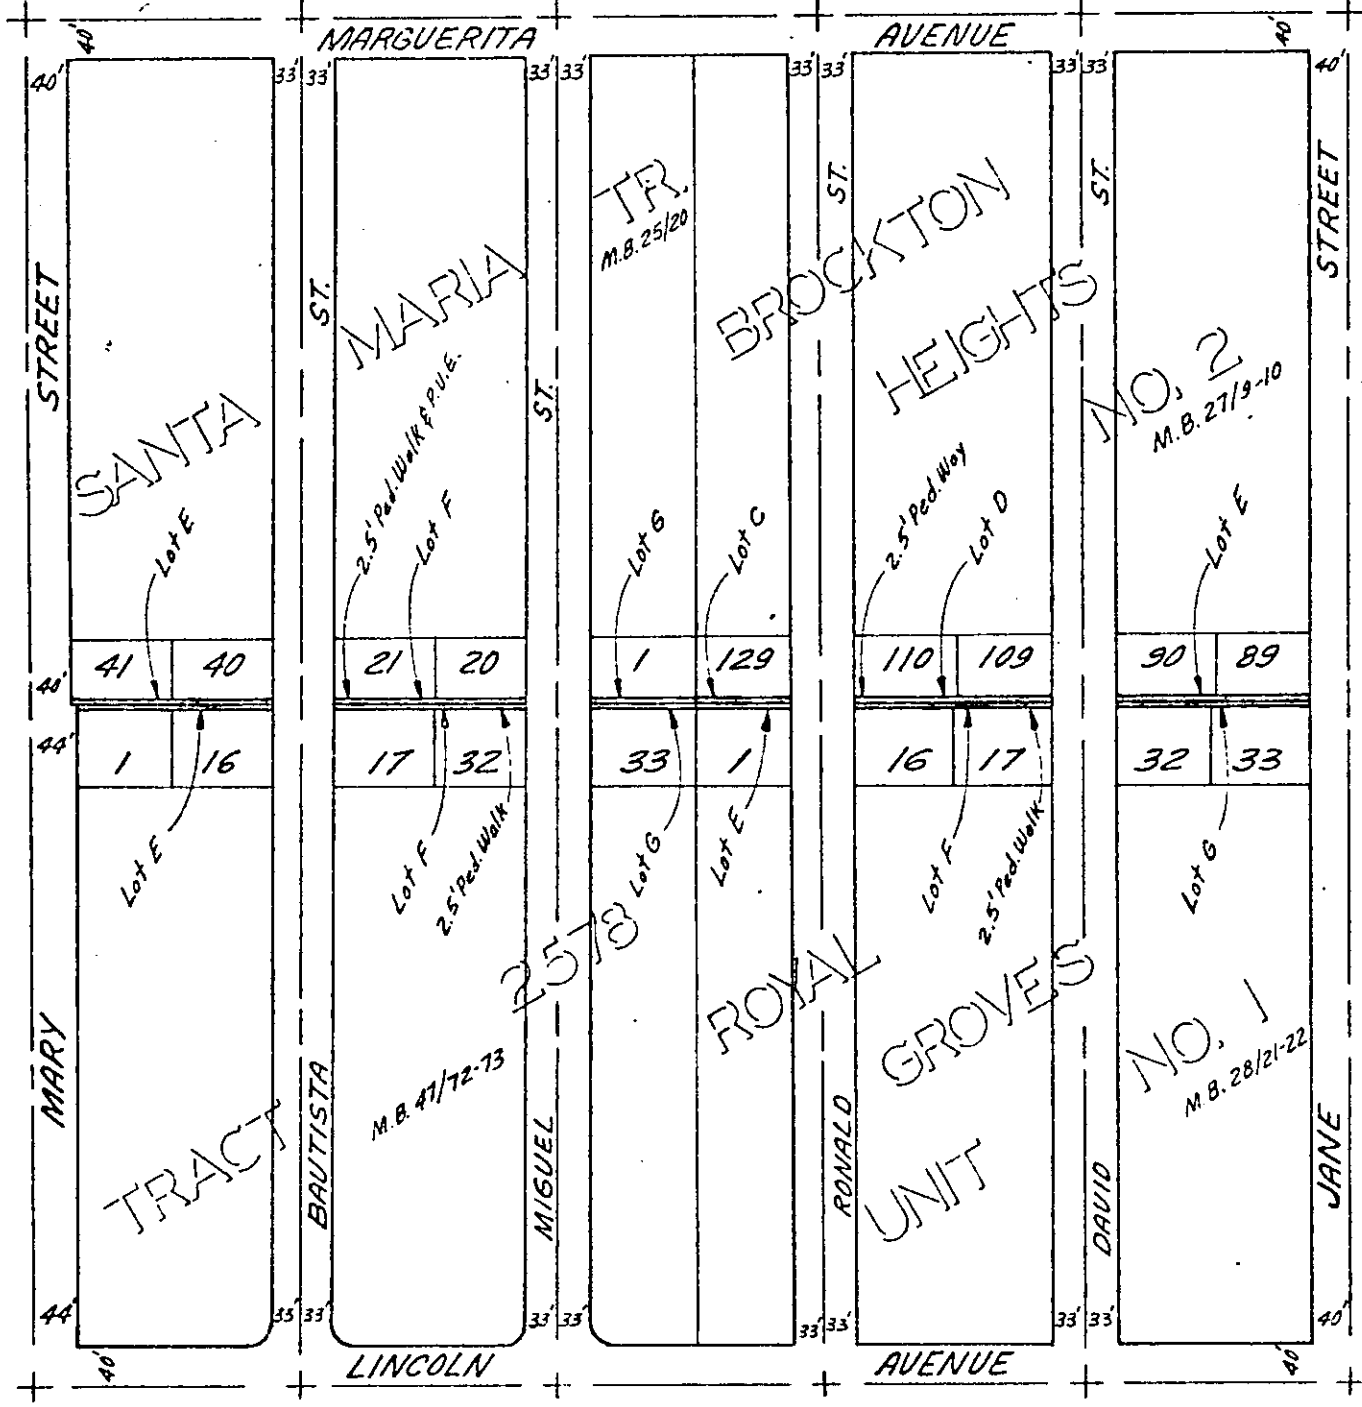 MARGUERITA AVENUE
40' 40'
40' 33' 33' 33' 33' 33' 33' 33' 33' 40'
STREET
ST.
ST.
ST.
ST.
STREET
SANTA MARIA TR.
M.B. 25/20
BROCKTON
HEIGHTS
NO. 2
M.B. 27/9-10
Lot E
2.5' Ped. Walk & P.U.E.
Lot F
Lot G
Lot C
2.5' Ped. Way
Lot D
Lot E
41 40 21 20 1 129 110 109 90 89
40'
44'
1 16 17 32 33 1 16 17 32 33
Lot E
Lot F
2.5' Ped. Walk
Lot G
Lot E
Lot F
2.5' Ped. Walk
Lot G
TRACT 2578
M.B. 47/72-73
ROYAL
GROVES
UNIT
NO. 1
M.B. 28/21-22
MARY
BAUTISTA
MIGUEL
RONALD
DAVID
JANE
44' 33' 33' 33' 33' 33' 33' 33' 33' 40'
40' 40'
LINCOLN AVENUE